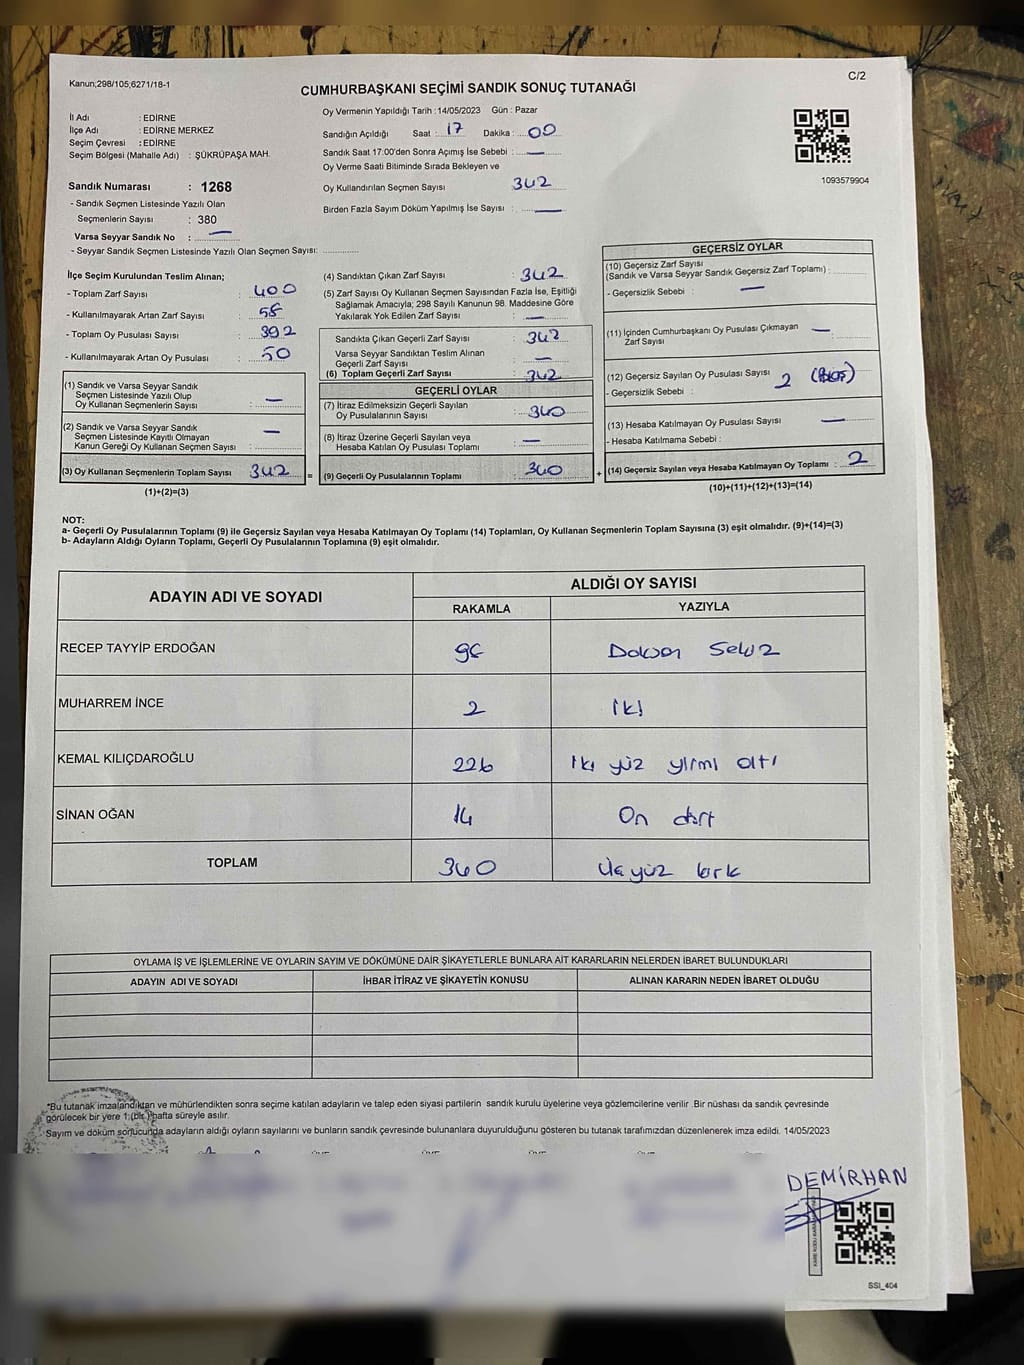 Kanun;298/105;6271/18-1
C/2
CUMHURBAŞKANI SEÇİMİ SANDIK SONUÇ TUTANAĞI
İl Adı : EDİRNE
İlçe Adı : EDİRNE MERKEZ
Seçim Çevresi : EDİRNE
Seçim Bölgesi (Mahalle Adı) : ŞÜKRÜPAŞA MAH.
Sandık Numarası : 1268
- Sandık Seçmen Listesinde Yazılı Olan
Seçmenlerin Sayısı : 380
Varsa Seyyar Sandık No : —
- Seyyar Sandık Seçmen Listesinde Yazılı Olan Seçmen Sayısı: ..............
Oy Vermenin Yapıldığı Tarih : 14/05/2023 Gün : Pazar
Sandığın Açıldığı Saat : 17 Dakika : 00
Sandık Saat 17:00'den Sonra Açımış İse Sebebi : —
Oy Verme Saati Bitiminde Sırada Bekleyen ve
Oy Kullandırılan Seçmen Sayısı 342
Birden Fazla Sayım Döküm Yapılmış İse Sayısı : —
1093579904
İlçe Seçim Kurulundan Teslim Alınan;
- Toplam Zarf Sayısı : 400
- Kullanılmayarak Artan Zarf Sayısı : 58
- Toplam Oy Pusulası Sayısı : 392
- Kullanılmayarak Artan Oy Pusulası : 50
(1) Sandık ve Varsa Seyyar Sandık
Seçmen Listesinde Yazılı Olup
Oy Kullanan Seçmenlerin Sayısı : —
(2) Sandık ve Varsa Seyyar Sandık
Seçmen Listesinde Kayıtlı Olmayan
Kanun Gereği Oy Kullanan Seçmen Sayısı : —
(3) Oy Kullanan Seçmenlerin Toplam Sayısı 342 =
(1)+(2)=(3)
(4) Sandıktan Çıkan Zarf Sayısı : 342
(5) Zarf Sayısı Oy Kullanan Seçmen Sayısından Fazla İse, Eşitliği
Sağlamak Amacıyla; 298 Sayılı Kanunun 98. Maddesine Göre
Yakılarak Yok Edilen Zarf Sayısı : —
Sandıkta Çıkan Geçerli Zarf Sayısı : 342
Varsa Seyyar Sandıktan Teslim Alınan
Geçerli Zarf Sayısı : —
(6) Toplam Geçerli Zarf Sayısı : 342
GEÇERLİ OYLAR
(7) İtiraz Edilmeksizin Geçerli Sayılan
Oy Pusulalarının Sayısı : 340
(8) İtiraz Üzerine Geçerli Sayılan veya
Hesaba Katılan Oy Pusulası Toplamı : —
(9) Geçerli Oy Pusulalarının Toplamı : 340 +
GEÇERSİZ OYLAR
(10) Geçersiz Zarf Sayısı
(Sandık ve Varsa Seyyar Sandık Geçersiz Zarf Toplamı) :
- Geçersizlik Sebebi : —
(11) İçinden Cumhurbaşkanı Oy Pusulası Çıkmayan
Zarf Sayısı : —
(12) Geçersiz Sayılan Oy Pusulası Sayısı 2 (BOŞ)
- Geçersizlik Sebebi :
(13) Hesaba Katılmayan Oy Pusulası Sayısı —
- Hesaba Katılmama Sebebi :
(14) Geçersiz Sayılan veya Hesaba Katılmayan Oy Toplamı : 2
(10)+(11)+(12)+(13)=(14)
NOT:
a- Geçerli Oy Pusulalarının Toplamı (9) ile Geçersiz Sayılan veya Hesaba Katılmayan Oy Toplamı (14) Toplamları, Oy Kullanan Seçmenlerin Toplam Sayısına (3) eşit olmalıdır. (9)+(14)=(3)
b- Adayların Aldığı Oyların Toplamı, Geçerli Oy Pusulalarının Toplamına (9) eşit olmalıdır.
ADAYIN ADI VE SOYADI
ALDIĞI OY SAYISI
RAKAMLA YAZIYLA
RECEP TAYYİP ERDOĞAN 98 Doksan Sekiz
MUHARREM İNCE 2 İki
KEMAL KILIÇDAROĞLU 226 İki yüz yirmi altı
SİNAN OĞAN 14 On dört
TOPLAM 340 Üç yüz kırk
OYLAMA İŞ VE İŞLEMLERİNE VE OYLARIN SAYIM VE DÖKÜMÜNE DAİR ŞİKAYETLERLE BUNLARA AİT KARARLARIN NELERDEN İBARET BULUNDUKLARI
ADAYIN ADI VE SOYADI İHBAR İTİRAZ VE ŞİKAYETİN KONUSU ALINAN KARARIN NEDEN İBARET OLDUĞU
*Bu tutanak imzalandıktan ve mühürlendikten sonra seçime katılan adayların ve talep eden siyasi partilerin sandık kurulu üyelerine veya gözlemcilerine verilir .Bir nüshası da sandık çevresinde
görülecek bir yere 1 (bir ) hafta süreyle asılır.
Sayım ve döküm sonucunda adayların aldığı oyların sayılarını ve bunların sandık çevresinde bulunanlara duyurulduğunu gösteren bu tutanak tarafımızdan düzenlenerek imza edildi. 14/05/2023
DEMİRHAN
SSI_404